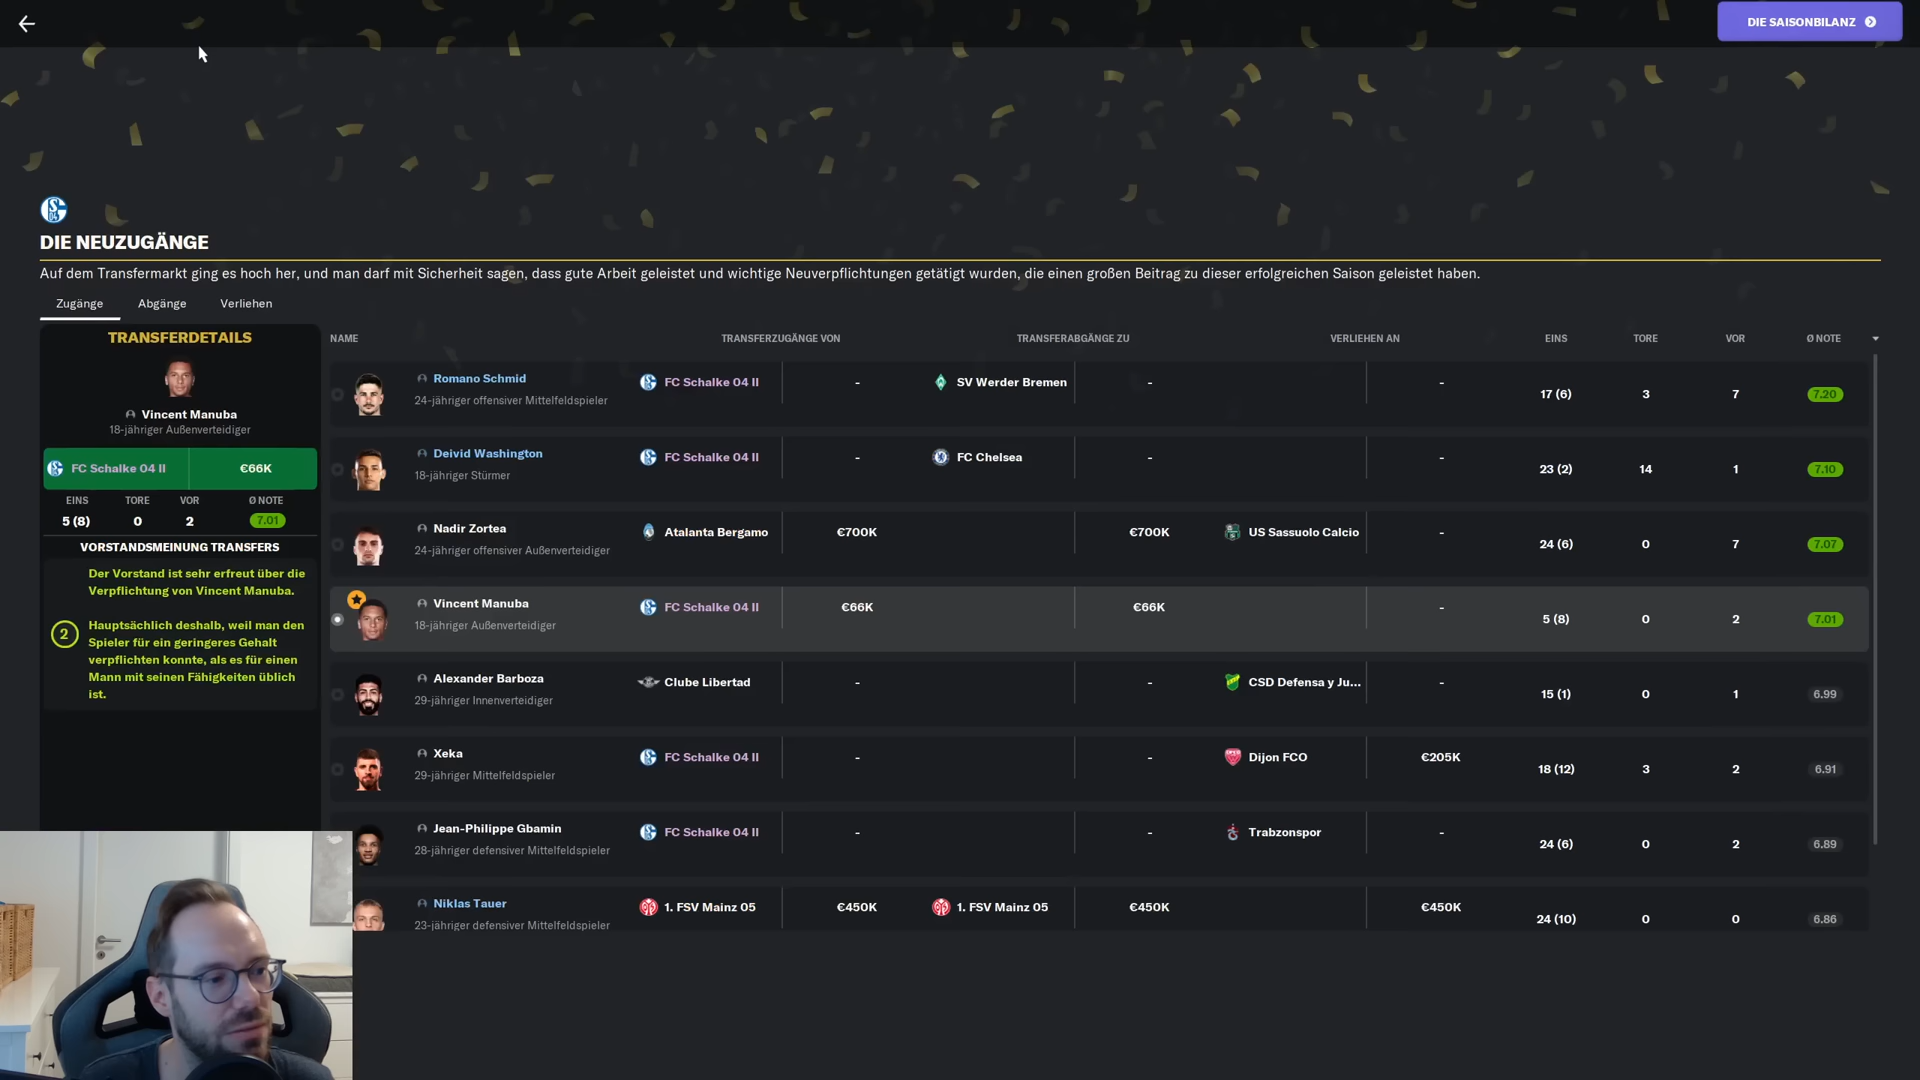 DIE SAISONBILANZ
DIE NEUZUGÄNGE
Auf dem Transfermarkt ging es hoch her, und man darf mit Sicherheit sagen, dass gute Arbeit geleistet und wichtige Neuverpflichtungen getätigt wurden, die einen großen Beitrag zu dieser erfolgreichen Saison geleistet haben.
Zugänge Abgänge Verliehen
TRANSFERDETAILS
Vincent Manuba
18-jähriger Außenverteidiger
FC Schalke 04 II €66K
EINS TORE VOR Ø NOTE
5 (8) 0 2 7.01
VORSTANDSMEINUNG TRANSFERS
Der Vorstand ist sehr erfreut über die
Verpflichtung von Vincent Manuba.
2
Hauptsächlich deshalb, weil man den
Spieler für ein geringeres Gehalt
verpflichten konnte, als es für einen
Mann mit seinen Fähigkeiten üblich
ist.
NAME TRANSFERZUGÄNGE VON TRANSFERABGÄNGE ZU VERLIEHEN AN EINS TORE VOR Ø NOTE
Romano Schmid FC Schalke 04 II - SV Werder Bremen - - 17 (6) 3 7 7.20
24-jähriger offensiver Mittelfeldspieler
Deivid Washington FC Schalke 04 II - FC Chelsea - - 23 (2) 14 1 7.10
18-jähriger Stürmer
Nadir Zortea Atalanta Bergamo €700K €700K US Sassuolo Calcio - 24 (6) 0 7 7.07
24-jähriger offensiver Außenverteidiger
Vincent Manuba FC Schalke 04 II €66K €66K - 5 (8) 0 2 7.01
18-jähriger Außenverteidiger
Alexander Barboza Clube Libertad - - CSD Defensa y Ju... - 15 (1) 0 1 6.99
29-jähriger Innenverteidiger
Xeka FC Schalke 04 II - - Dijon FCO €205K 18 (12) 3 2 6.91
29-jähriger Mittelfeldspieler
Jean-Philippe Gbamin FC Schalke 04 II - - Trabzonspor - 24 (6) 0 2 6.89
28-jähriger defensiver Mittelfeldspieler
Niklas Tauer 1. FSV Mainz 05 €450K 1. FSV Mainz 05 €450K €450K 24 (10) 0 0 6.86
23-jähriger defensiver Mittelfeldspieler